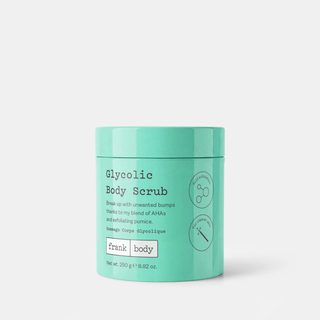 Glycolic
Body Scrub
Break up with unwanted bumps
thanks to my blend of AHAs
and exfoliating pumice.
Gommage Corps Glycolique
frank body
Net wt. 250 g | 8.82 oz.